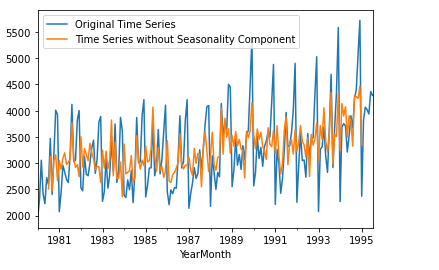 Original Time Series
Time Series without Seasonality Component
5500
5000
4500
4000
3500
3000
2500
2000
1981 1983 1985 1987 1989 1991 1993 1995
YearMonth